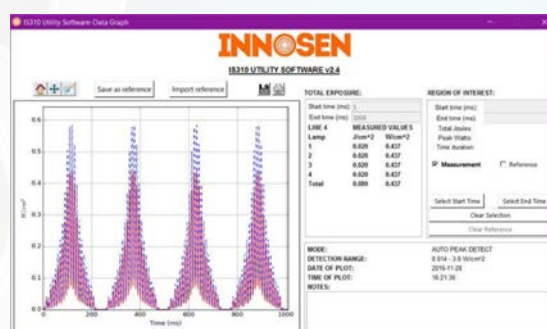 IS310 Utility Software-Data Graph
INNOSEN
IS310 UTILITY SOFTWARE v2.4
Save as reference
Import reference
TOTAL EXPOSURE:
Start time (ms): 1
End time (ms)
LINE 4 MEASURED VALUES
Lamp J/cm^2 W/cm^2
1 0.020 0.437
2 0.020 0.437
3 0.020 0.437
4 0.020 0.437
Total 0.437
REGION OF INTEREST:
Start time (ms):
End time (ms):
Total Joules
Peak Watts
Time duration
Measurement Reference
Select Start Time Select End Time
Clear Selection
Clear Reference
0.6
0.5
0.4
0.3
0.2
0.1
0.0
0 200 400 600 800 1000
Time (ms)
MODE: AUTO PEAK DETECT
DETECTION RANGE: 0.014 - 3.0 W/cm^2
DATE OF PLOT: 2016-11-28
TIME OF PLOT: 16:21:30
NOTES: